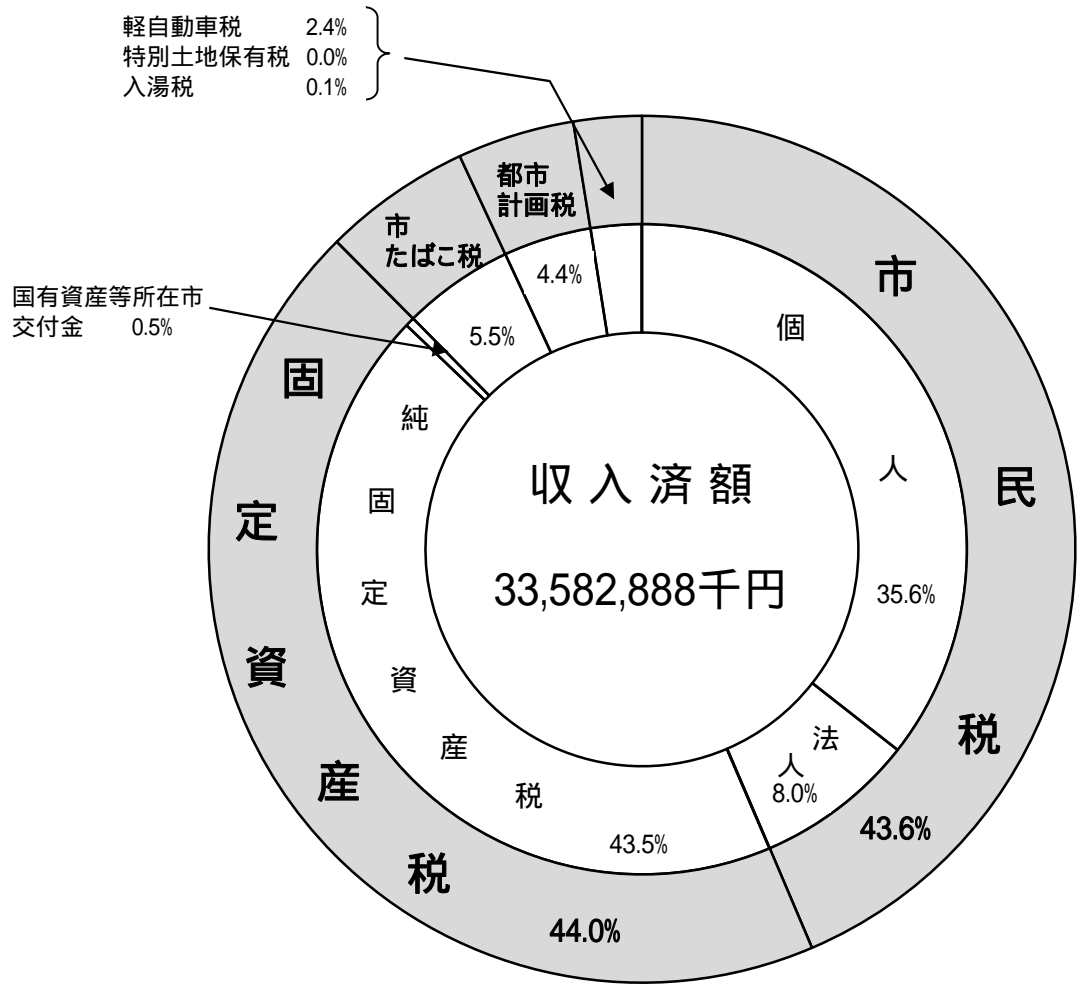 軽自動車税 2.4%
特別土地保有税 0.0%
入湯税 0.1%
都市
計画税
4.4%
市
たばこ税
5.5%
国有資産等所在市
交付金 0.5%
市民税
43.6%
個人
35.6%
法人
8.0%
固定資産税
44.0%
純固定資産税
43.5%
収入済額
33,582,888千円